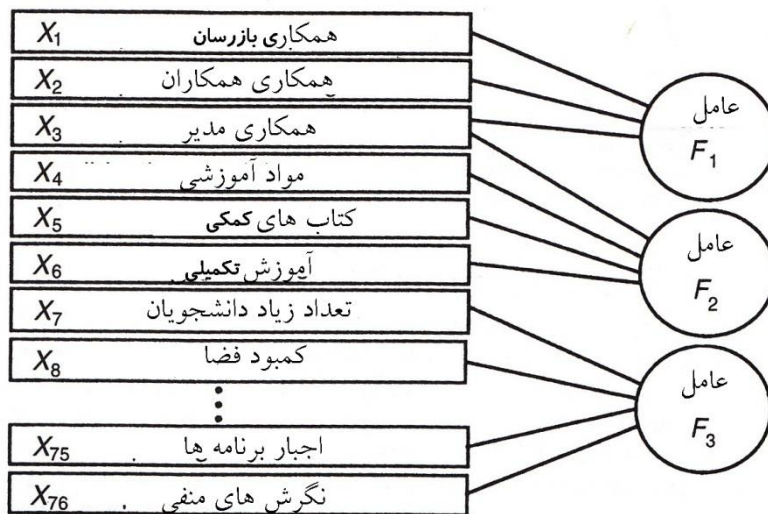 X1 همکاری بازرسان
X2 همکاری همکاران
X3 همکاری مدیر
X4 مواد آموزشی
X5 کتاب های کمکی
X6 آموزش تکمیلی
X7 تعداد زیاد دانشجویان
X8 کمبود فضا
X75 اجبار برنامه ها
X76 نگرش های منفی
عامل
F1
عامل
F2
عامل
F3